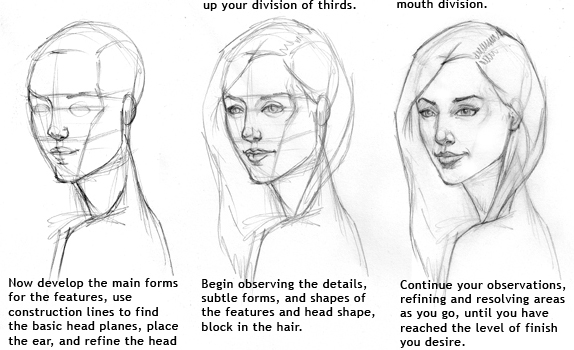 up your division of thirds.
mouth division.
Now develop the main forms
for the features, use
construction lines to find
the basic head planes, place
the ear, and refine the head
Begin observing the details,
subtle forms, and shapes of
the features and head shape,
block in the hair.
Continue your observations,
refining and resolving areas
as you go, until you have
reached the level of finish
you desire.